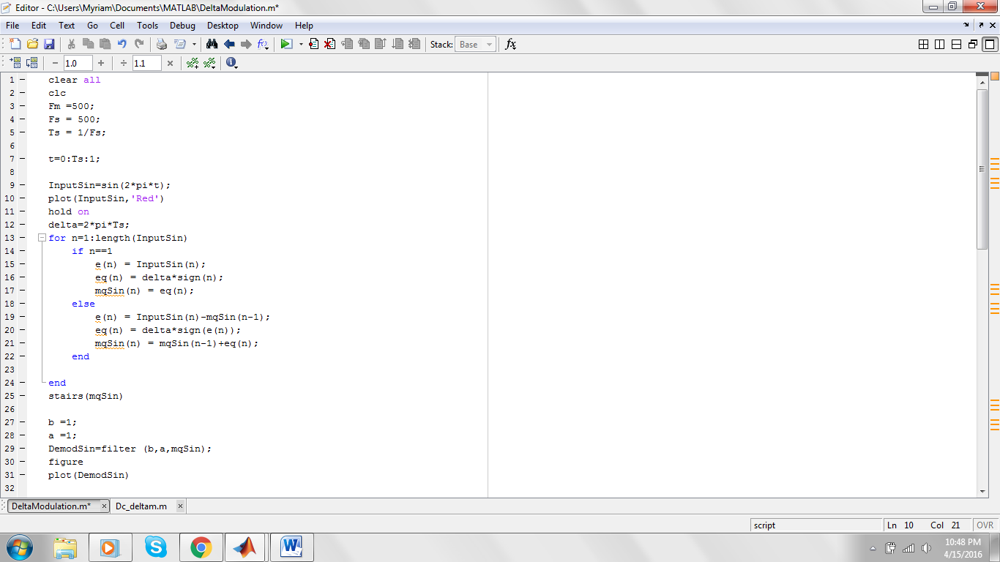 Editor - C:\Users\Myriam\Documents\MATLAB\DeltaModulation.m*
File Edit Text Go Cell Tools Debug Desktop Window Help
Stack: Base fx
− 1.0 + ÷ 1.1 ×
1 clear all
2 clc
3 Fm =500;
4 Fs = 500;
5 Ts = 1/Fs;
6
7 t=0:Ts:1;
8
9 InputSin=sin(2*pi*t);
10 plot(InputSin,'Red')
11 hold on
12 delta=2*pi*Ts;
13 for n=1:length(InputSin)
14 if n==1
15 e(n) = InputSin(n);
16 eq(n) = delta*sign(n);
17 mqSin(n) = eq(n);
18 else
19 e(n) = InputSin(n)-mqSin(n-1);
20 eq(n) = delta*sign(e(n));
21 mqSin(n) = mqSin(n-1)+eq(n);
22 end
23
24 end
25 stairs(mqSin)
26
27 b =1;
28 a =1;
29 DemodSin=filter (b,a,mqSin);
30 figure
31 plot(DemodSin)
32
DeltaModulation.m* × Dc_deltam.m ×
script Ln 10 Col 21 OVR
10:48 PM
4/15/2016